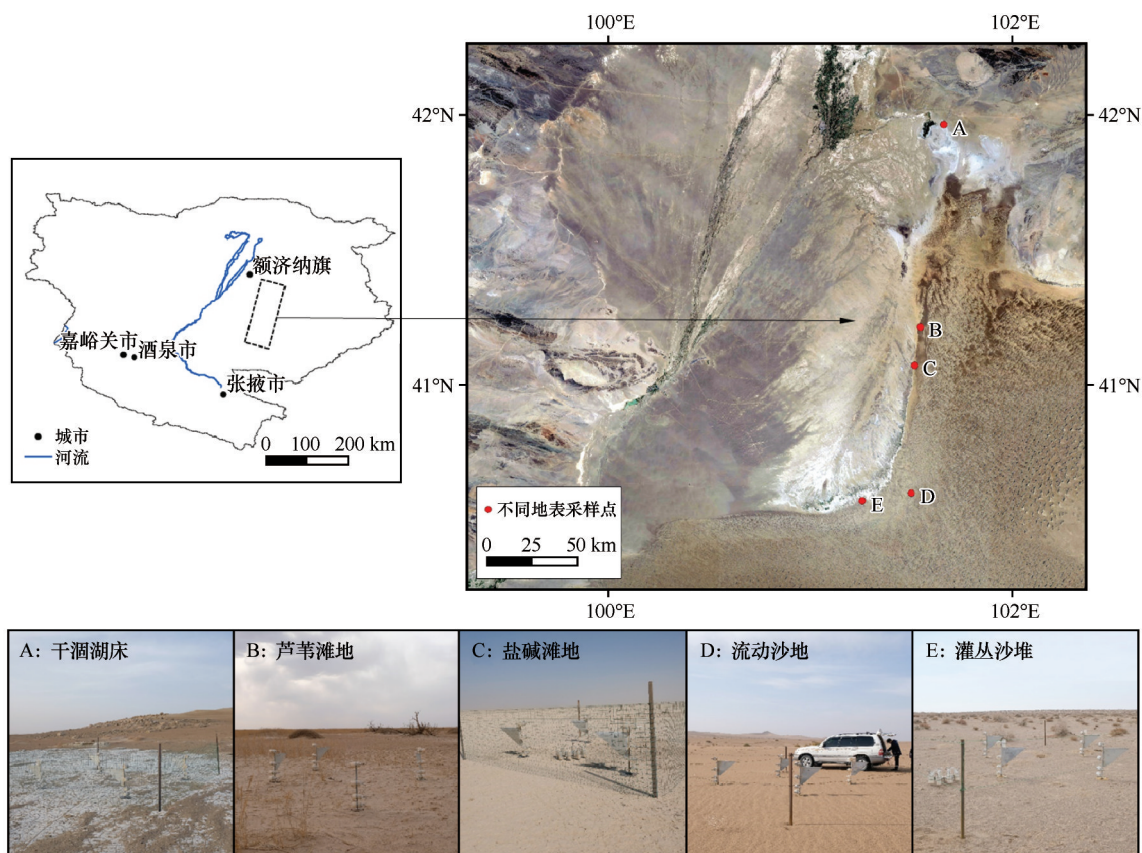 100°E
102°E
42°N
42°N
A
额济纳旗
B
嘉峪关市
酒泉市
C
张掖市
41°N
41°N
城市
河流
0 100 200 km
不同地表采样点
0 25 50 km
E
D
100°E
102°E
A: 干涸湖床
B: 芦苇滩地
C: 盐碱滩地
D: 流动沙地
E: 灌丛沙堆